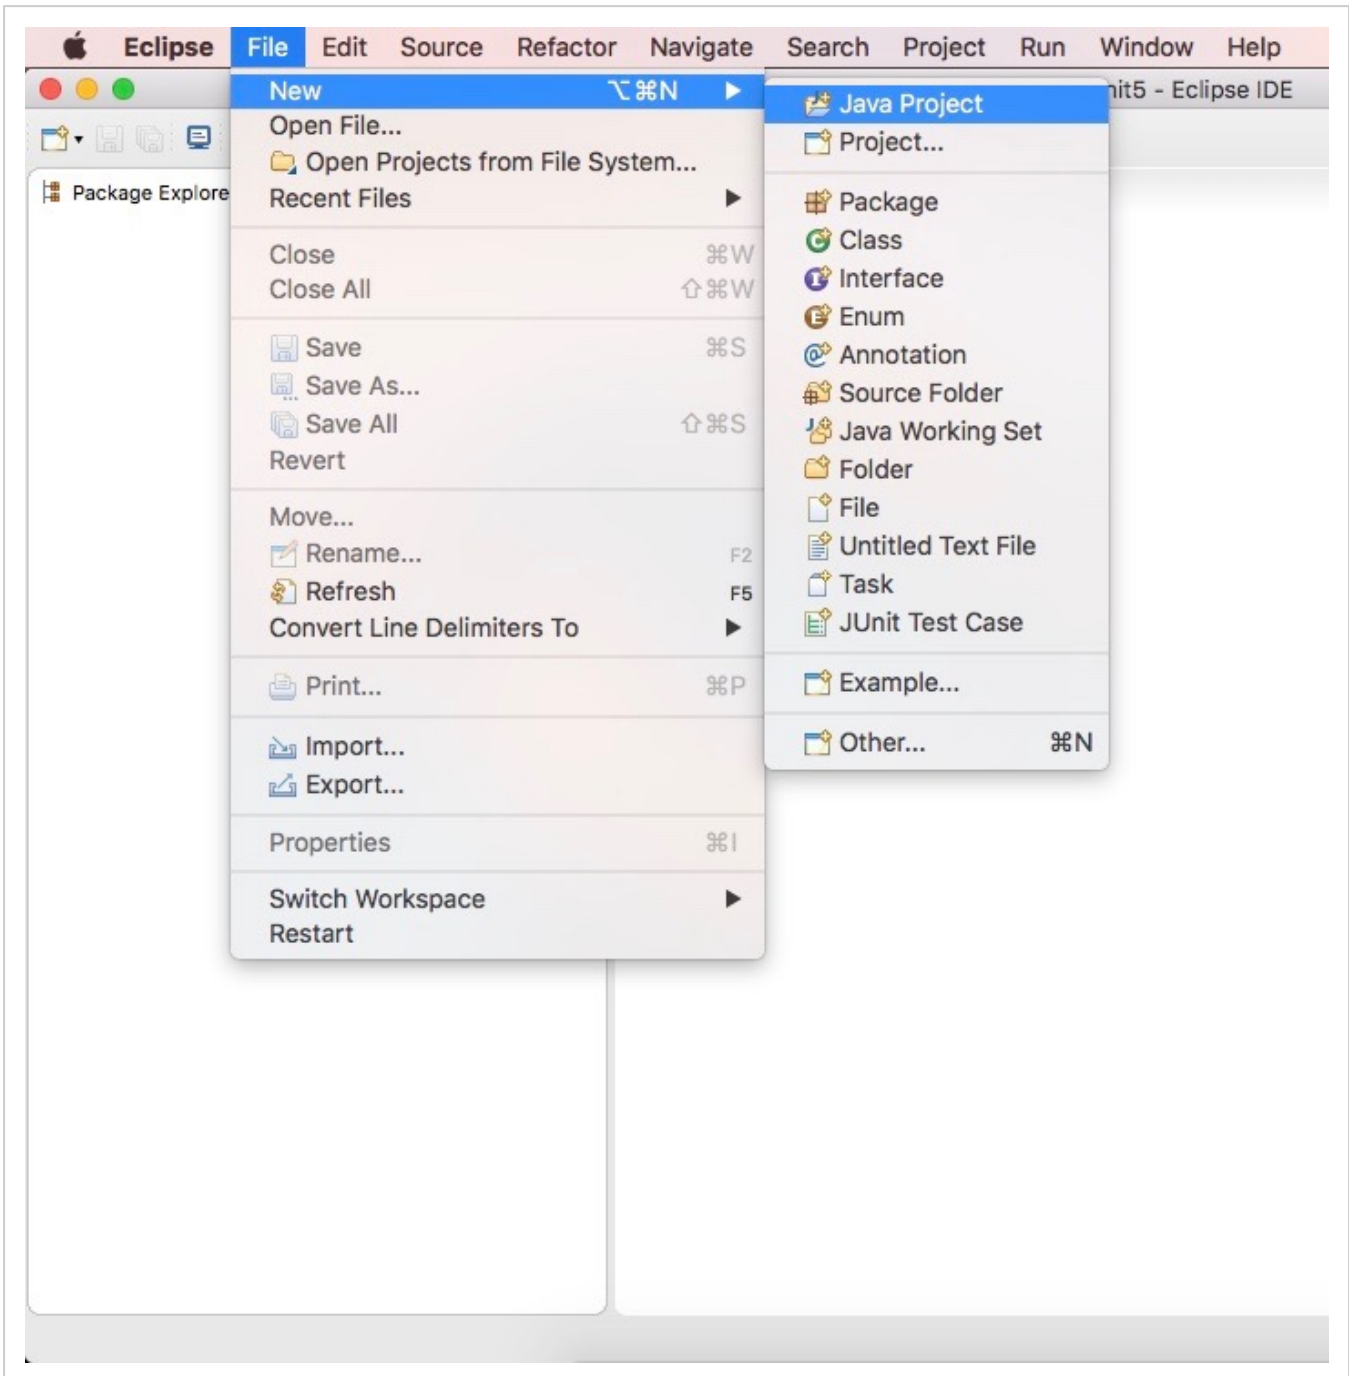 Eclipse File Edit Source Refactor Navigate Search Project Run Window Help
nit5 - Eclipse IDE
Package Explore
New ⌥⌘N ▶
Open File...
Open Projects from File System...
Recent Files ▶
Close ⌘W
Close All ⇧⌘W
Save ⌘S
Save As...
Save All ⇧⌘S
Revert
Move...
Rename... F2
Refresh F5
Convert Line Delimiters To ▶
Print... ⌘P
Import...
Export...
Properties ⌘I
Switch Workspace ▶
Restart
Java Project
Project...
Package
Class
Interface
Enum
Annotation
Source Folder
Java Working Set
Folder
File
Untitled Text File
Task
JUnit Test Case
Example...
Other... ⌘N